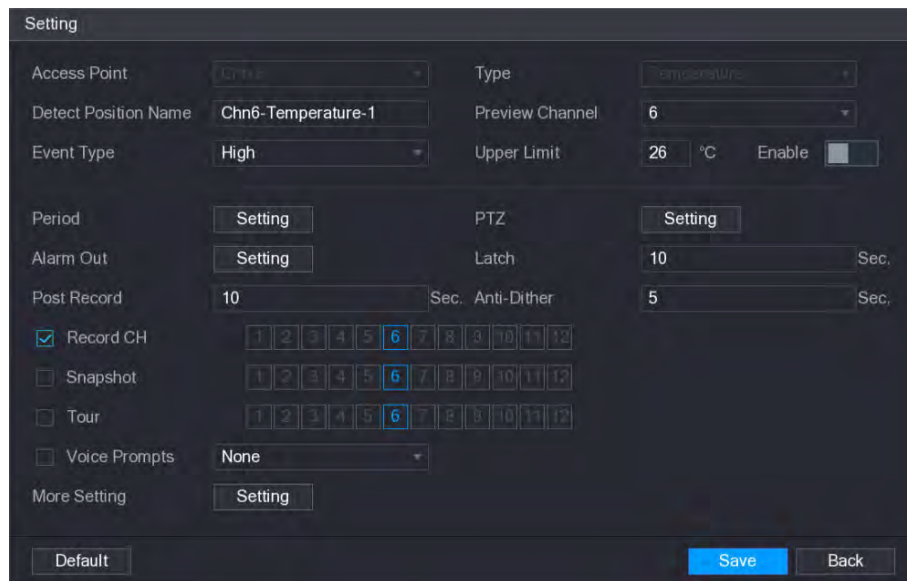 Setting
Access Point Type Temperature
Detect Position Name Chn6-Temperature-1 Preview Channel 6
Event Type High Upper Limit 26 °C Enable
Period Setting PTZ Setting
Alarm Out Setting Latch 10 Sec.
Post Record 10 Sec. Anti-Dither 5 Sec.
Record CH 1 2 3 4 5 6 7 8 9 10 11 12
Snapshot 1 2 3 4 5 6 7 8 9 10 11 12
Tour 1 2 3 4 5 6 7 8 9 10 11 12
Voice Prompts None
More Setting Setting
Default Save Back